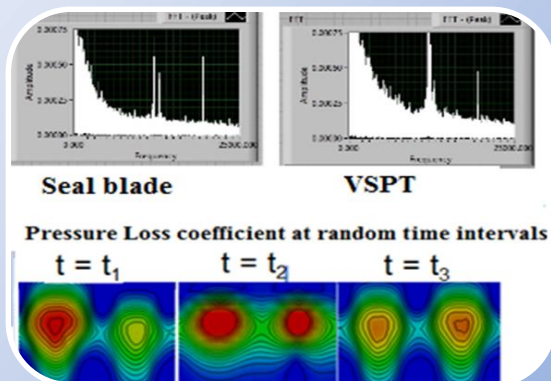 FFT - (Peak)
0.00075
0.00050
0.00025
0.00000
Amplitude
0.000
25000.000
Frequency
Seal blade
FFT
FFT - (Peak)
0.00075
0.00050
0.00025
0.00000
Amplitude
0.000
25000.000
Frequency
VSPT
Pressure Loss coefficient at random time intervals
t = t₁
t = t₂
t = t₃